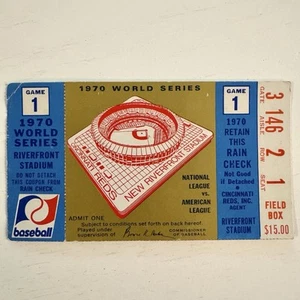 GAME
1
1970
WORLD
SERIES
RIVERFRONT
STADIUM
DO NOT DETACH
THIS COUPON FROM
RAIN CHECK
baseball
1970 WORLD SERIES
NEW RIVERFRONT STADIUM
NATIONAL
LEAGUE
vs.
AMERICAN
LEAGUE
ADMIT ONE
Subject to conditions set forth on back hereof.
Played under
supervision of
COMMISSIONER
OF BASEBALL
GAME
1
1970
RETAIN
THIS
RAIN
CHECK
Not Good
if Detached
CINCINNATI
REDS, INC.
AGENT
RIVERFRONT
STADIUM
GATE 3
AISLE 146
ROW 2
SEAT 1
FIELD
BOX
$15.00